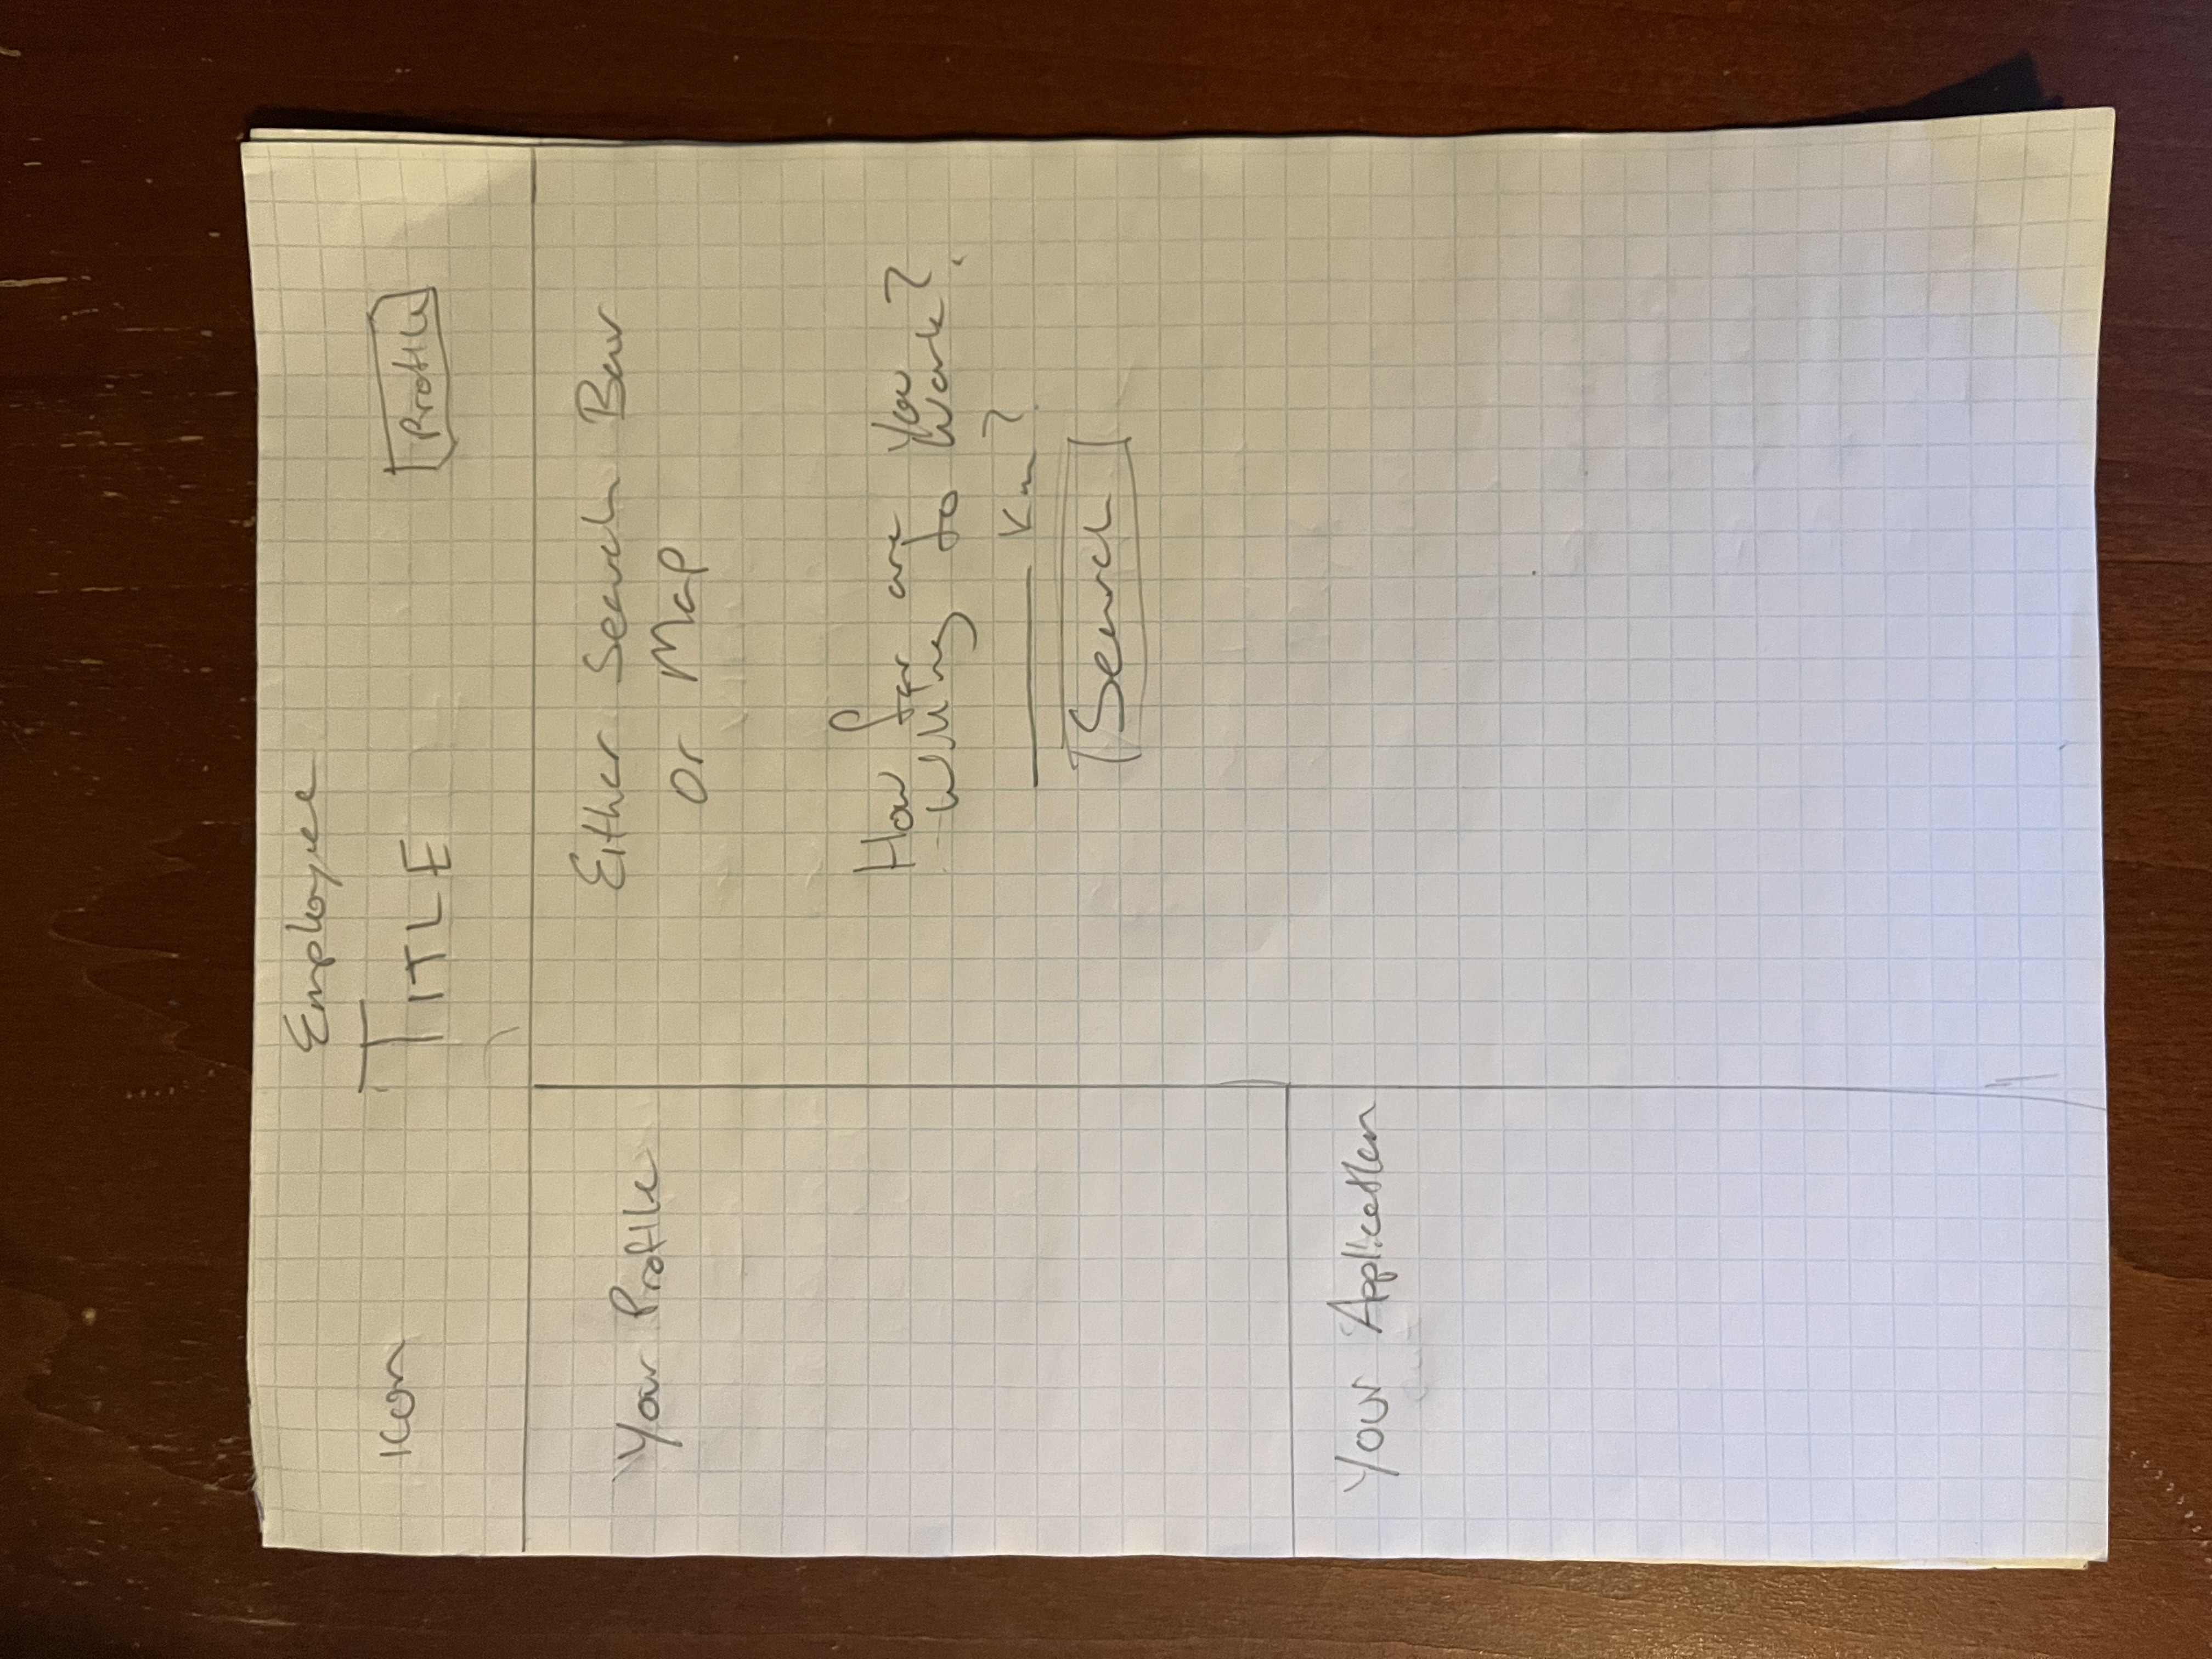 Employee
Icon
TITLE
Profile
Your Profile
Either Search Bar
or Map
How far are you
willing to work?
km?
Search
Your Application